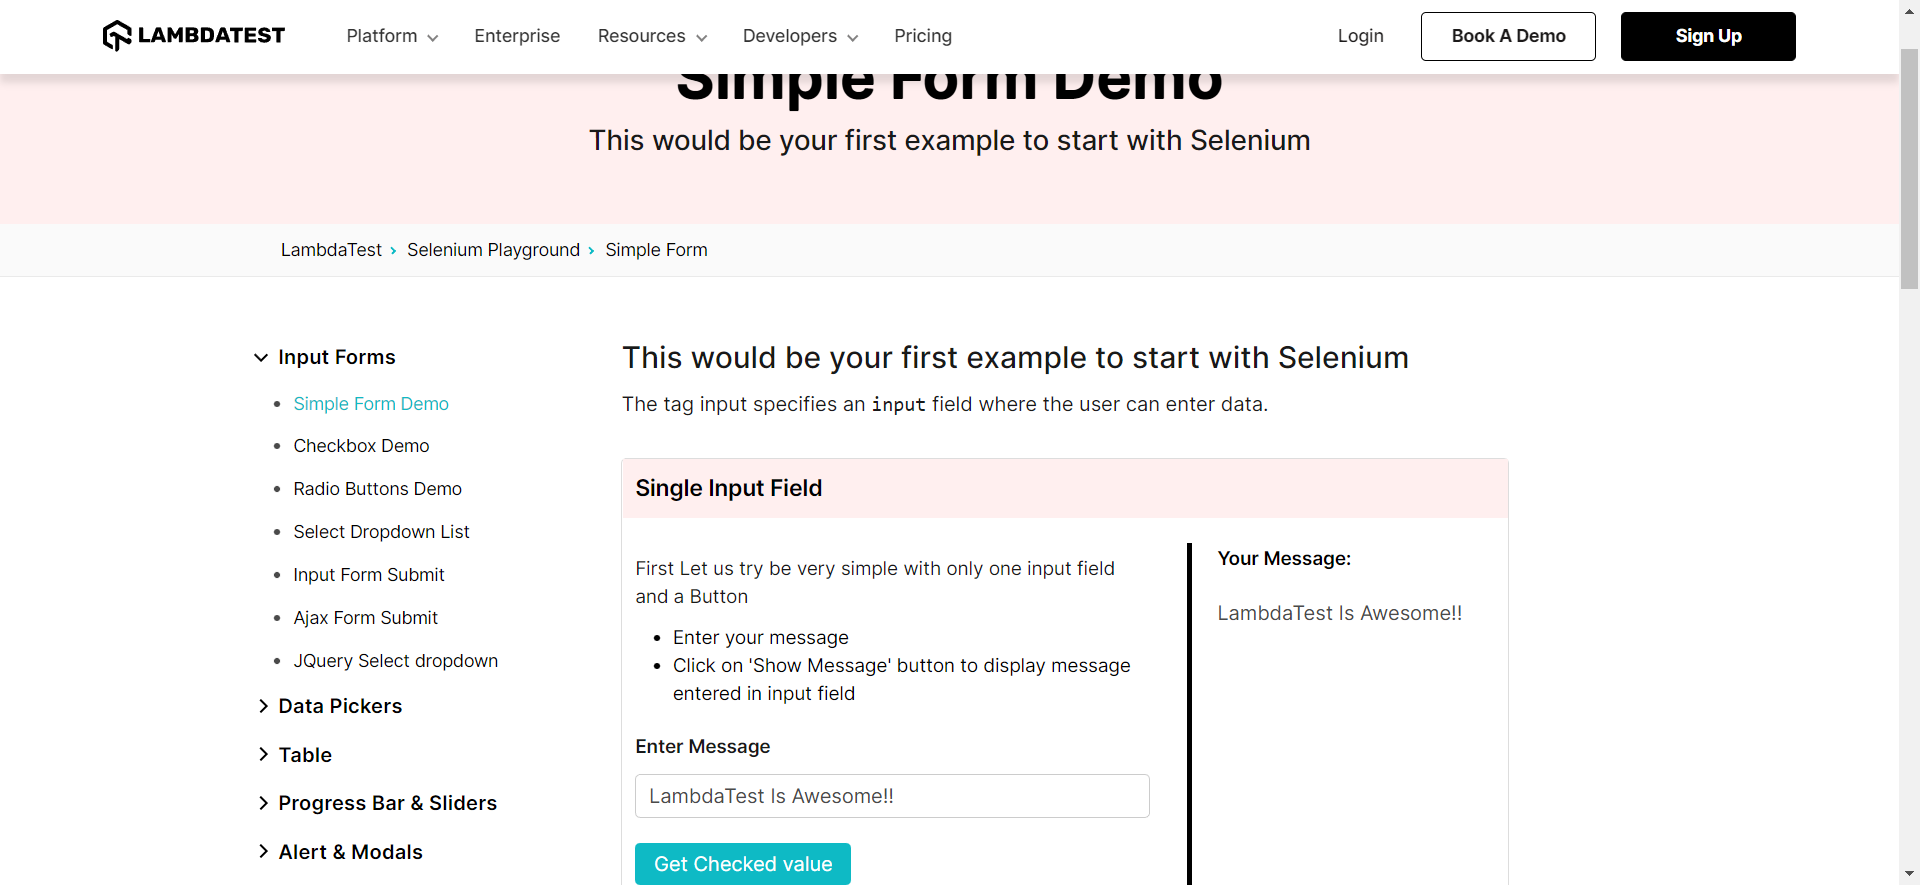 LAMBDATEST
Platform
Enterprise
Resources
Developers
Pricing
Login
Book A Demo
Sign Up
Simple Form Demo
This would be your first example to start with Selenium
LambdaTest › Selenium Playground › Simple Form
Input Forms
Simple Form Demo
Checkbox Demo
Radio Buttons Demo
Select Dropdown List
Input Form Submit
Ajax Form Submit
JQuery Select dropdown
Data Pickers
Table
Progress Bar & Sliders
Alert & Modals
This would be your first example to start with Selenium
The tag input specifies an input field where the user can enter data.
Single Input Field
First Let us try be very simple with only one input field
and a Button
Enter your message
Click on 'Show Message' button to display message
entered in input field
Enter Message
LambdaTest Is Awesome!!
Get Checked value
Your Message:
LambdaTest Is Awesome!!